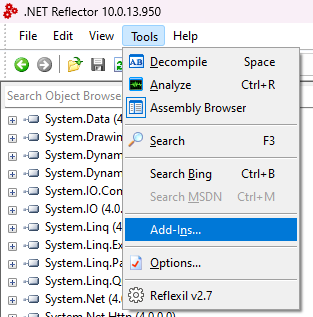 .NET Reflector 10.0.13.950
File Edit View Tools Help
Decompile Space
Analyze Ctrl+R
Assembly Browser
Search F3
Search Bing Ctrl+B
Search MSDN Ctrl+M
Add-Ins...
Options...
Reflexil v2.7
Search Object Brows
System.Data (4.
System.Drawin
System.Dynam
System.Dynam
System.IO.Con
System.IO (4.0.
System.Linq (4
System.Linq.Ex
System.Linq.Pa
System.Linq.Q
System.Net (4.0
System.Net.Http (4.0.0.0)